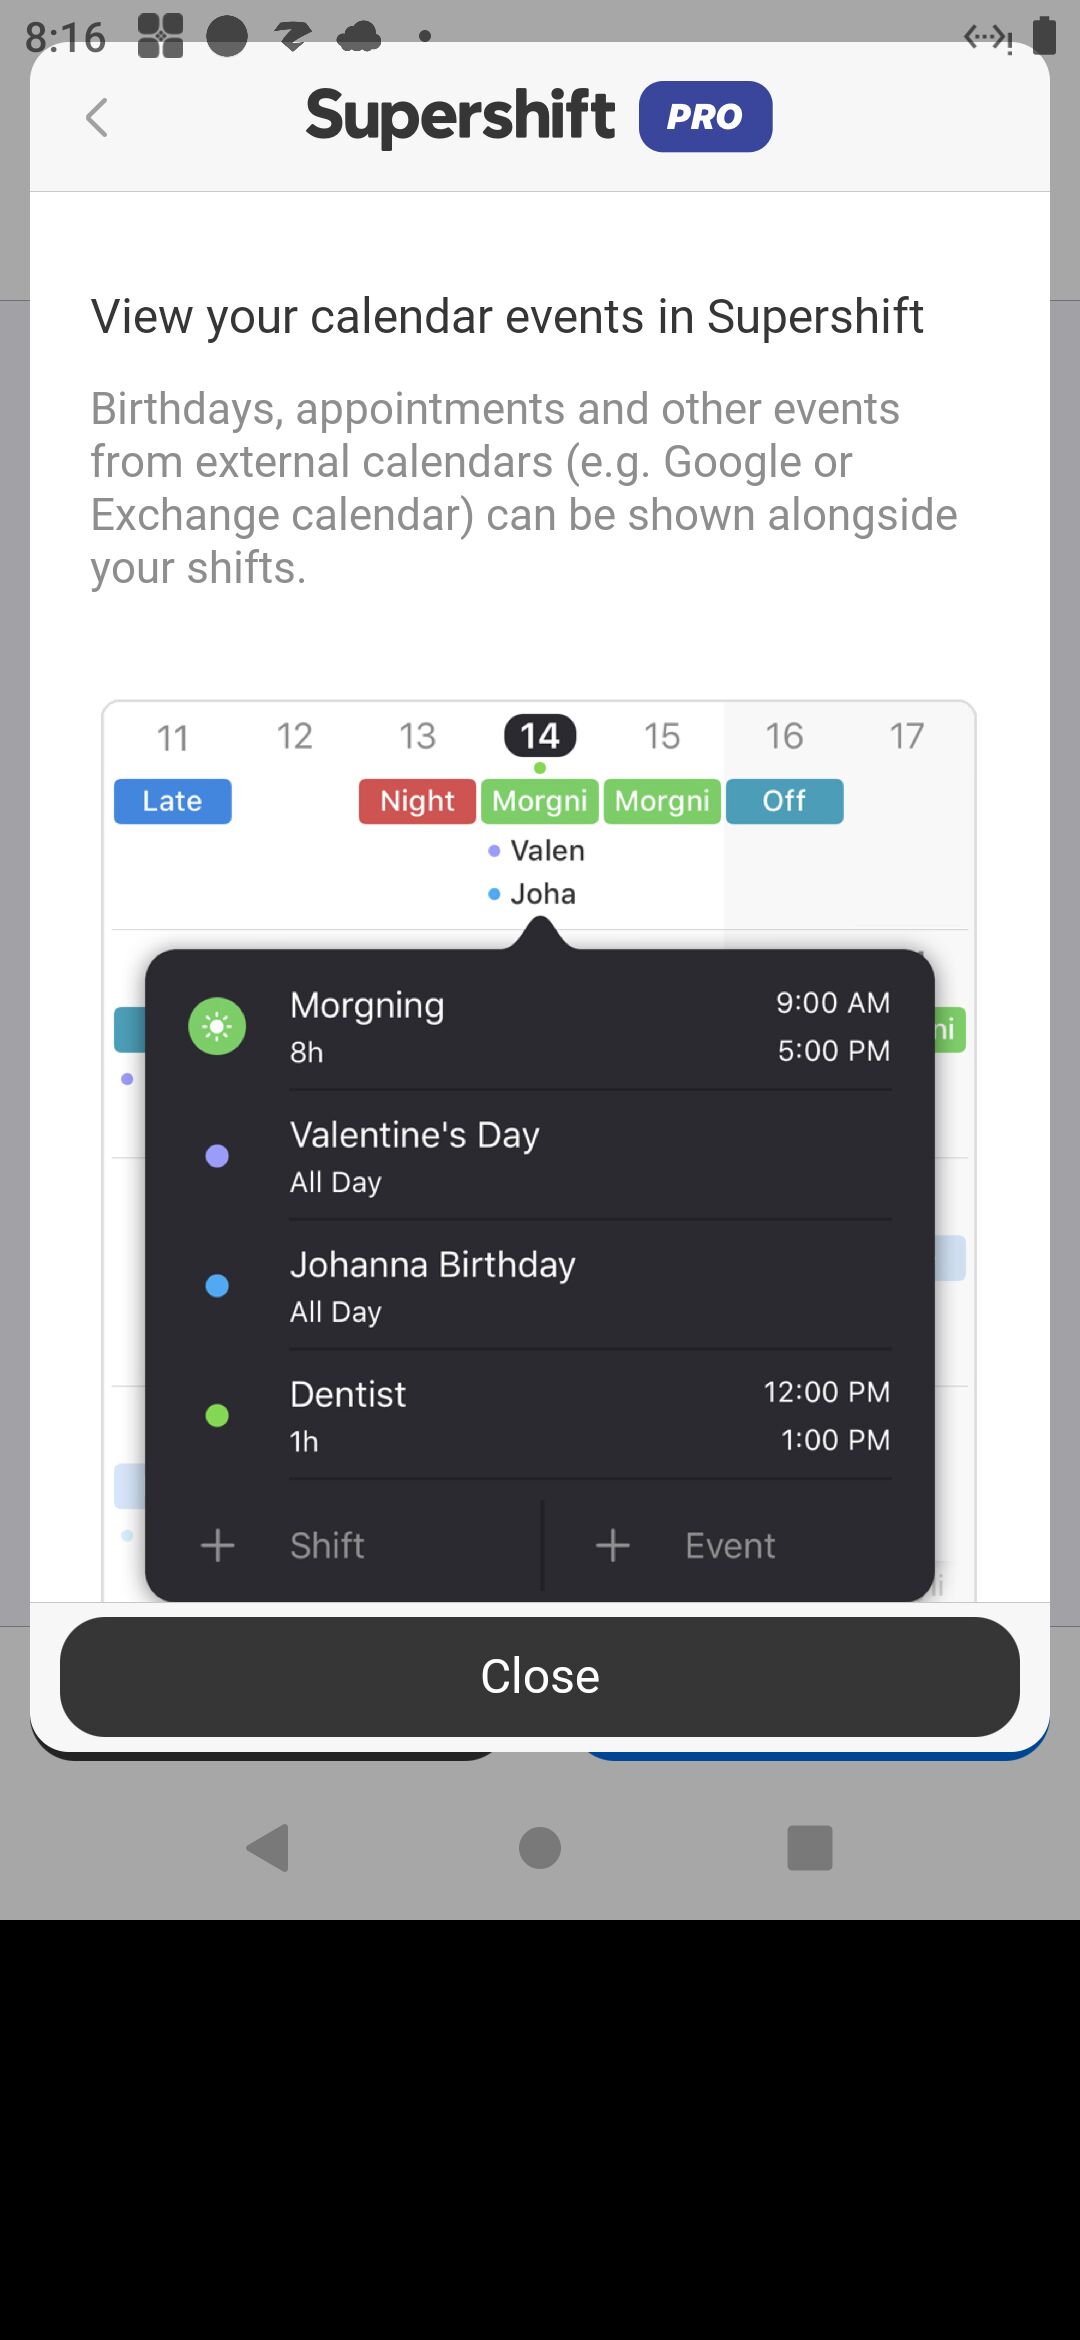 8:16
Supershift PRO
View your calendar events in Supershift
Birthdays, appointments and other events
from external calendars (e.g. Google or
Exchange calendar) can be shown alongside
your shifts.
11 12 13 14 15 16 17
Late Night Morgni Morgni Off
Valen
Joha
Morgning 9:00 AM
8h 5:00 PM
ni
Valentine's Day
All Day
Johanna Birthday
All Day
Dentist 12:00 PM
1h 1:00 PM
+ Shift + Event
Close